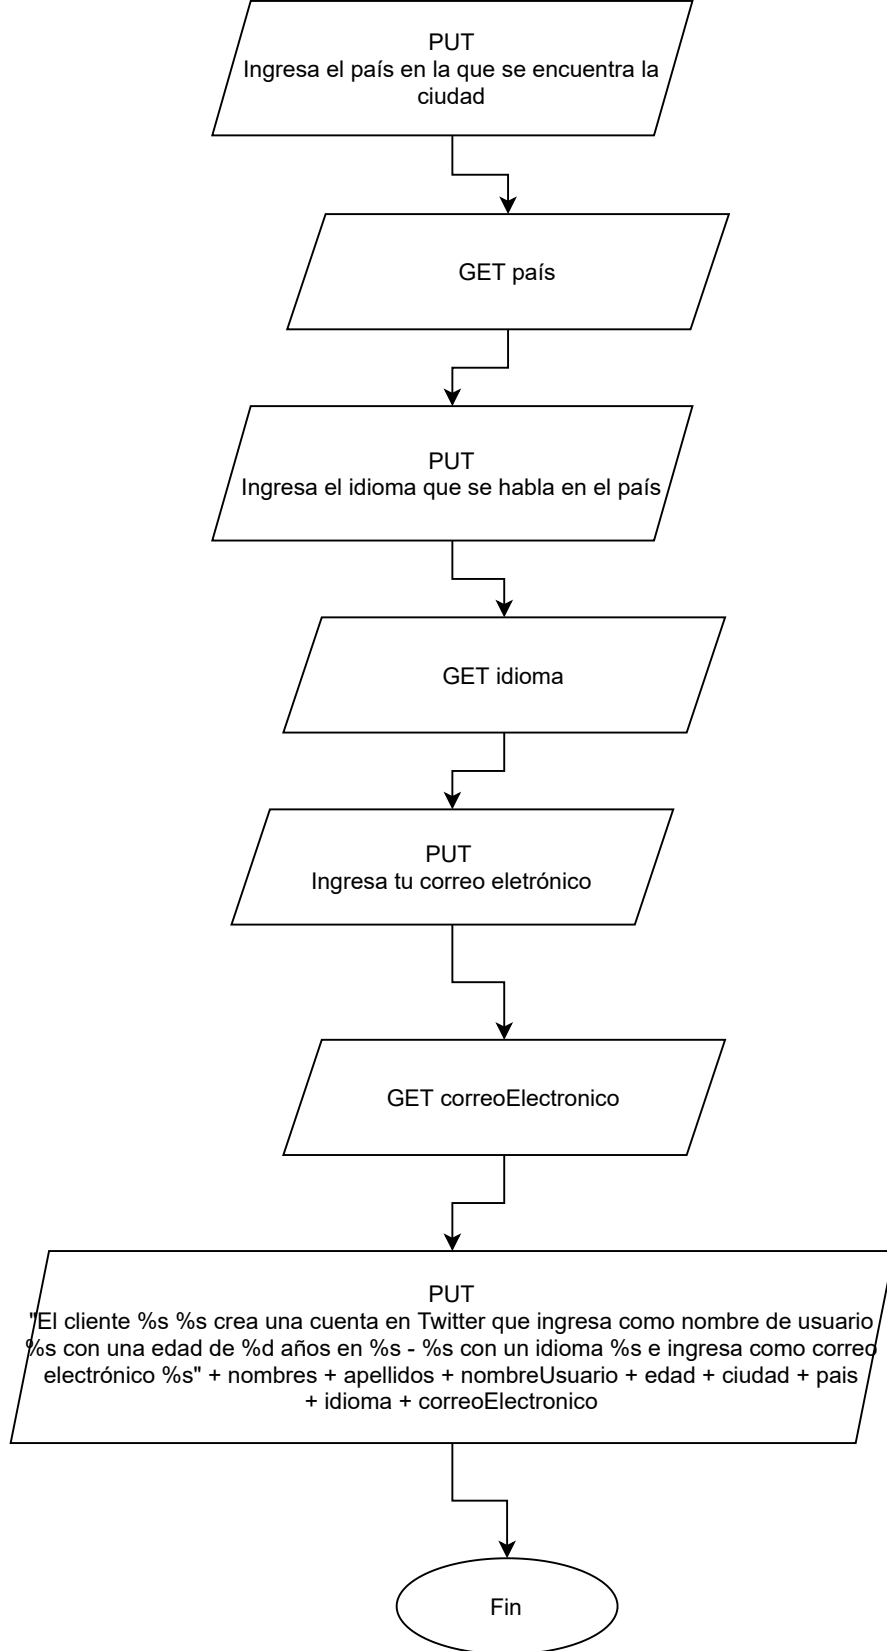 PUT
Ingresa el país en la que se encuentra la
ciudad
GET país
PUT
Ingresa el idioma que se habla en el país
GET idioma
PUT
Ingresa tu correo eletrónico
GET correoElectronico
PUT
"El cliente %s %s crea una cuenta en Twitter que ingresa como nombre de usuario
%s con una edad de %d años en %s - %s con un idioma %s e ingresa como correo
electrónico %s" + nombres + apellidos + nombreUsuario + edad + ciudad + pais
+ idioma + correoElectronico
Fin